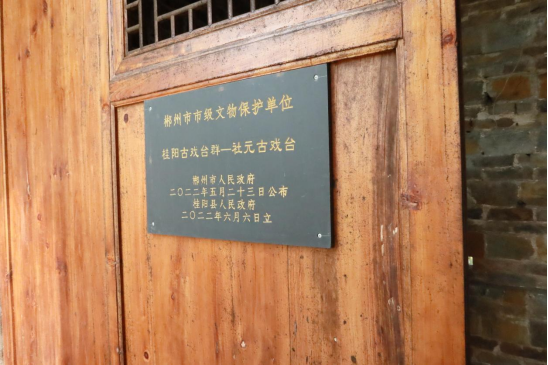 郴州市市级文物保护单位
桂阳古戏台群—社元古戏台
郴州市人民政府
二〇二二年五月二十三日公布
桂阳县人民政府
二〇二二年六月六日立